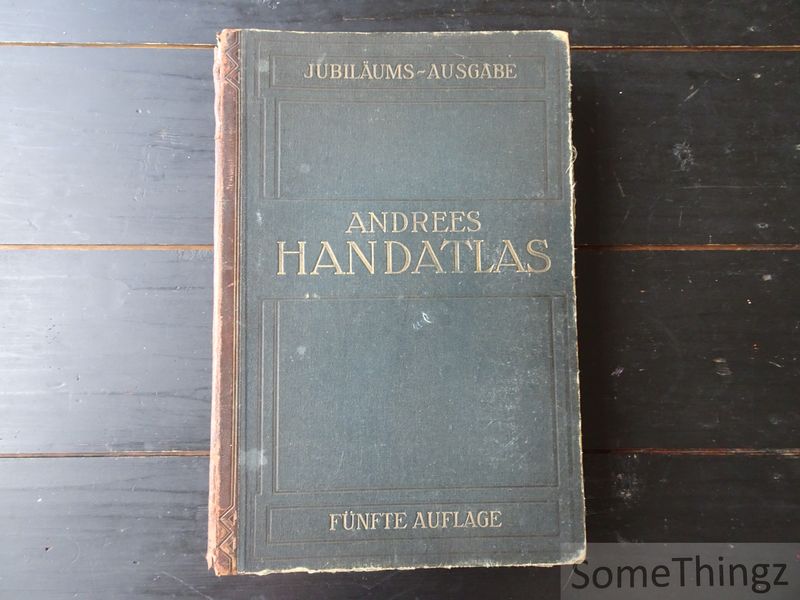 JUBILÄUMS-AUSGABE
ANDREES
HANDATLAS
FÜNFTE AUFLAGE
SomeThingz